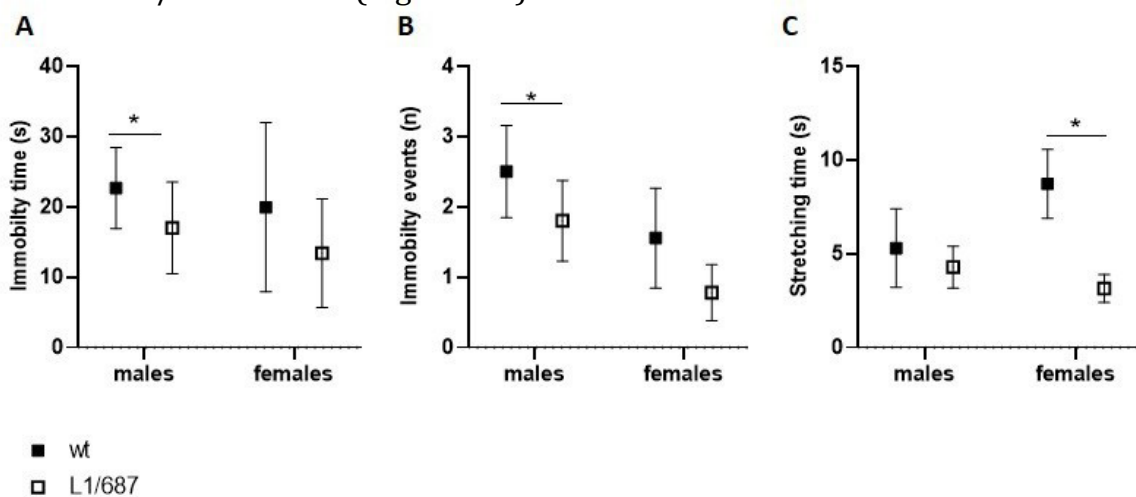 A
B
C
Immobilty time (s)
40
30
20
10
0
*
males
females
Immobilty events (n)
4
3
2
1
0
*
males
females
Stretching time (s)
15
10
5
0
*
males
females
wt
L1/687